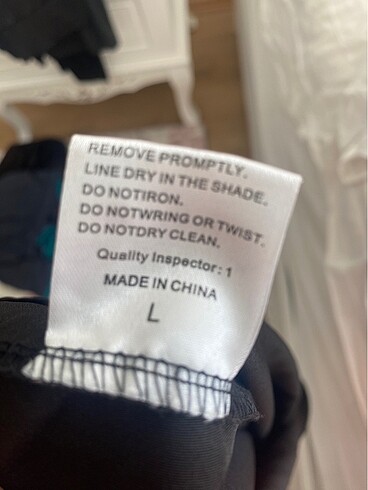 REMOVE PROMPTLY.
LINE DRY IN THE SHADE.
DO NOTIRON.
DO NOTWRING OR TWIST.
DO NOTDRY CLEAN.
Quality Inspector: 1
MADE IN CHINA
L